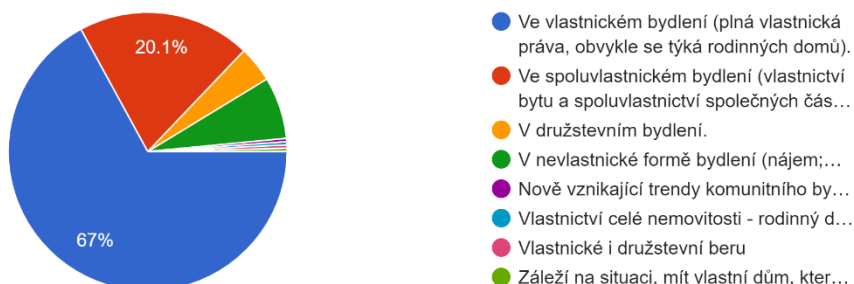 20.1%
67%
Ve vlastnickém bydlení (plná vlastnická
práva, obvykle se týká rodinných domů).
Ve spoluvlastnickém bydlení (vlastnictví
bytu a spoluvlastnictví společných čás…
V družstevním bydlení.
V nevlastnické formě bydlení (nájem;…
Nově vznikající trendy komunitního by…
Vlastnictví celé nemovitosti - rodinný d…
Vlastnické i družstevní beru
Záleží na situaci, mít vlastní dům, kter…